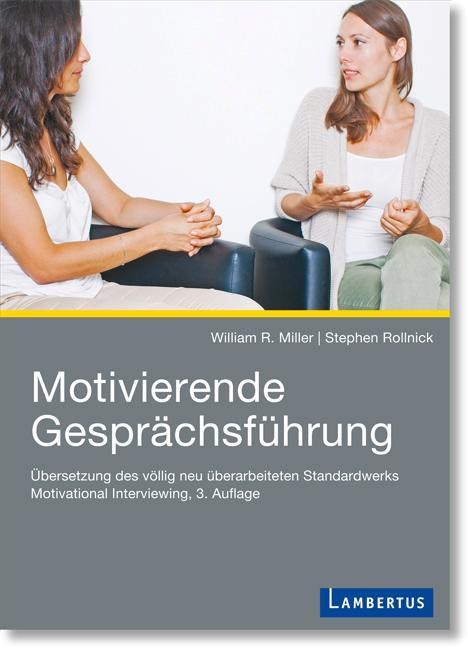 William R. Miller | Stephen Rollnick
Motivierende
Gesprächsführung
Übersetzung des völlig neu überarbeiteten Standardwerks
Motivational Interviewing, 3. Auflage
LAMBERTUS